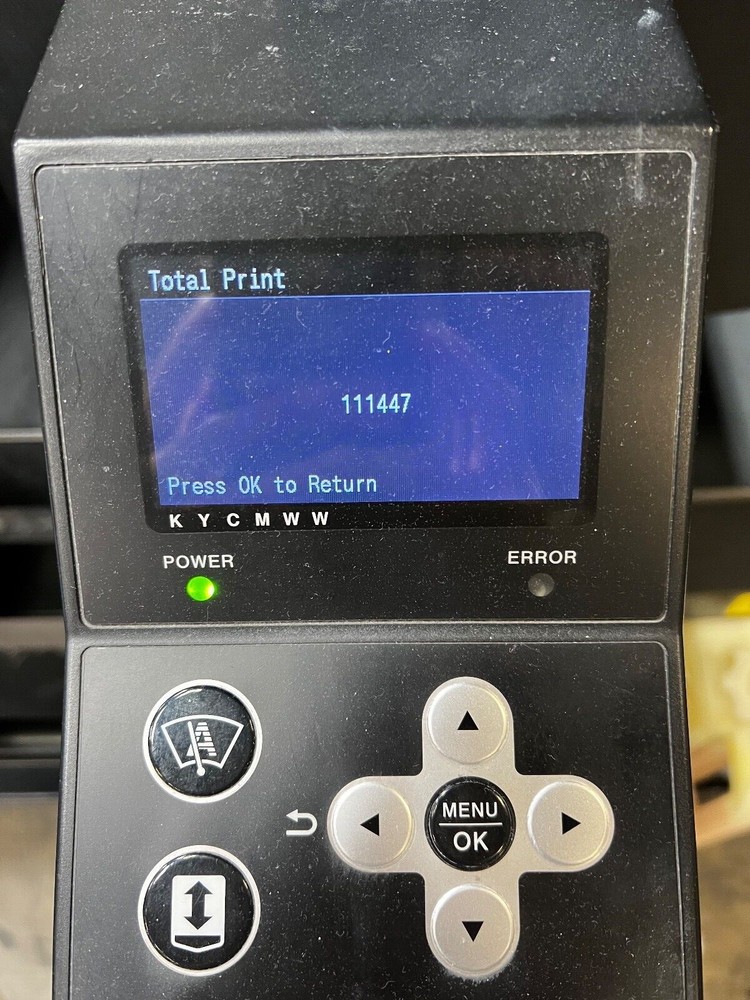 Total Print
111447
Press OK to Return
K Y C M W W
POWER ERROR
A
MENU
OK